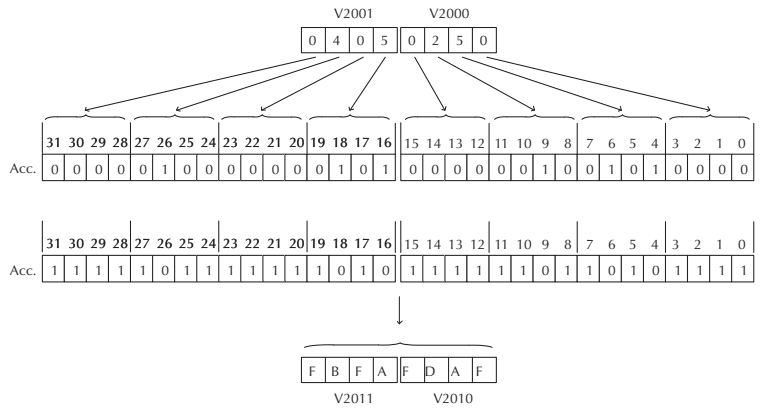 V2001 V2000
0 4 0 5 0 2 5 0
31 30 29 28 27 26 25 24 23 22 21 20 19 18 17 16 15 14 13 12 11 10 9 8 7 6 5 4 3 2 1 0
Acc. 0 0 0 0 0 1 0 0 0 0 0 0 0 1 0 1 0 0 0 0 0 0 1 0 0 1 0 1 0 0 0 0
31 30 29 28 27 26 25 24 23 22 21 20 19 18 17 16 15 14 13 12 11 10 9 8 7 6 5 4 3 2 1 0
Acc. 1 1 1 1 1 0 1 1 1 1 1 1 1 0 1 0 1 1 1 1 1 1 0 1 1 0 1 0 1 1 1 1
F B F A F D A F
V2011 V2010